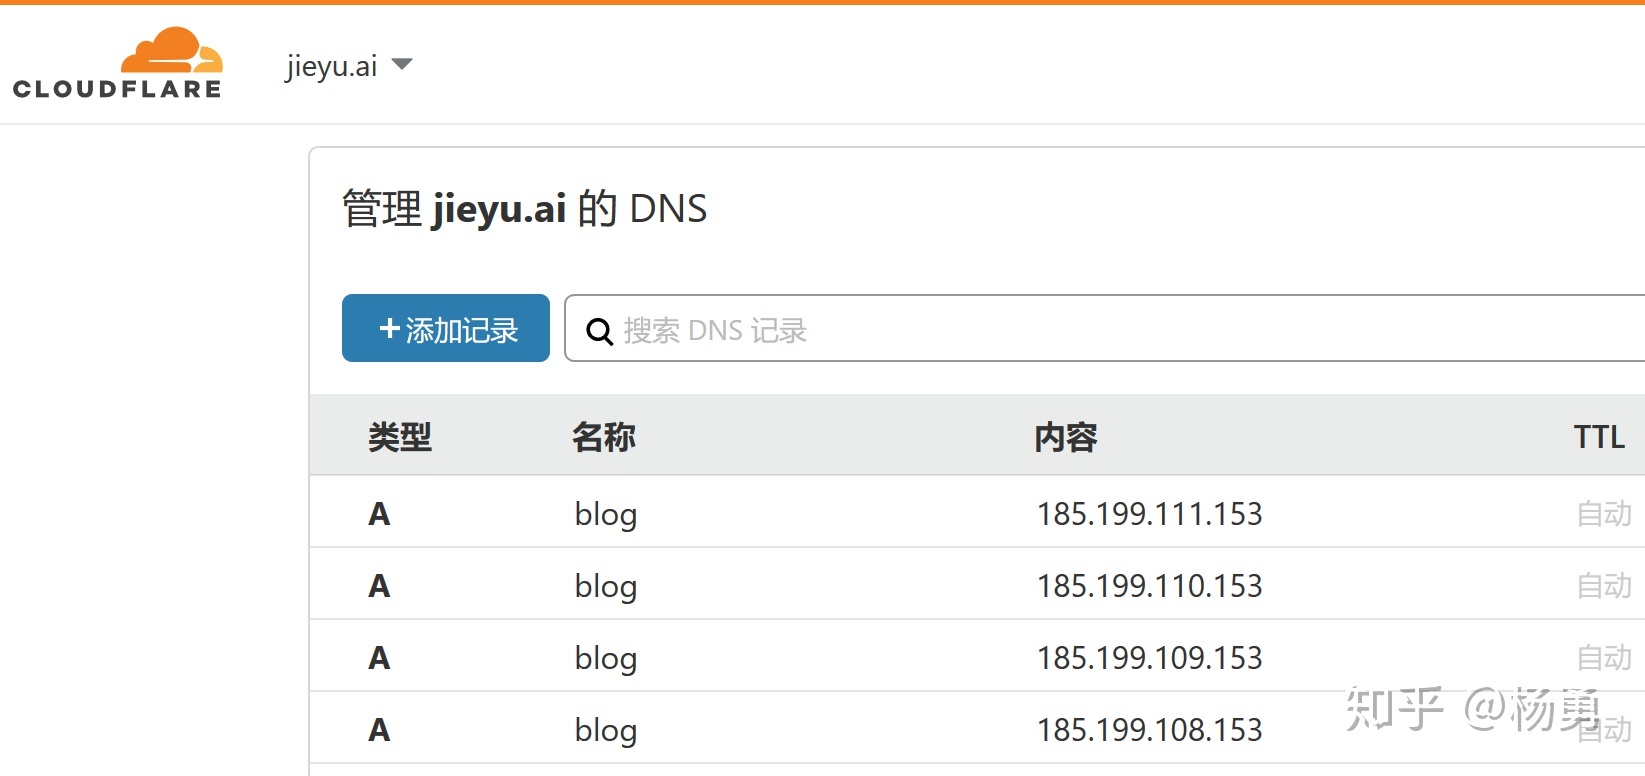 CLOUDFLARE
jieyu.ai
管理 jieyu.ai 的 DNS
+添加记录
搜索 DNS 记录
类型 名称 内容 TTL
A blog 185.199.111.153 自动
A blog 185.199.110.153 自动
A blog 185.199.109.153 自动
A blog 185.199.108.153 自动
知乎 @杨勇